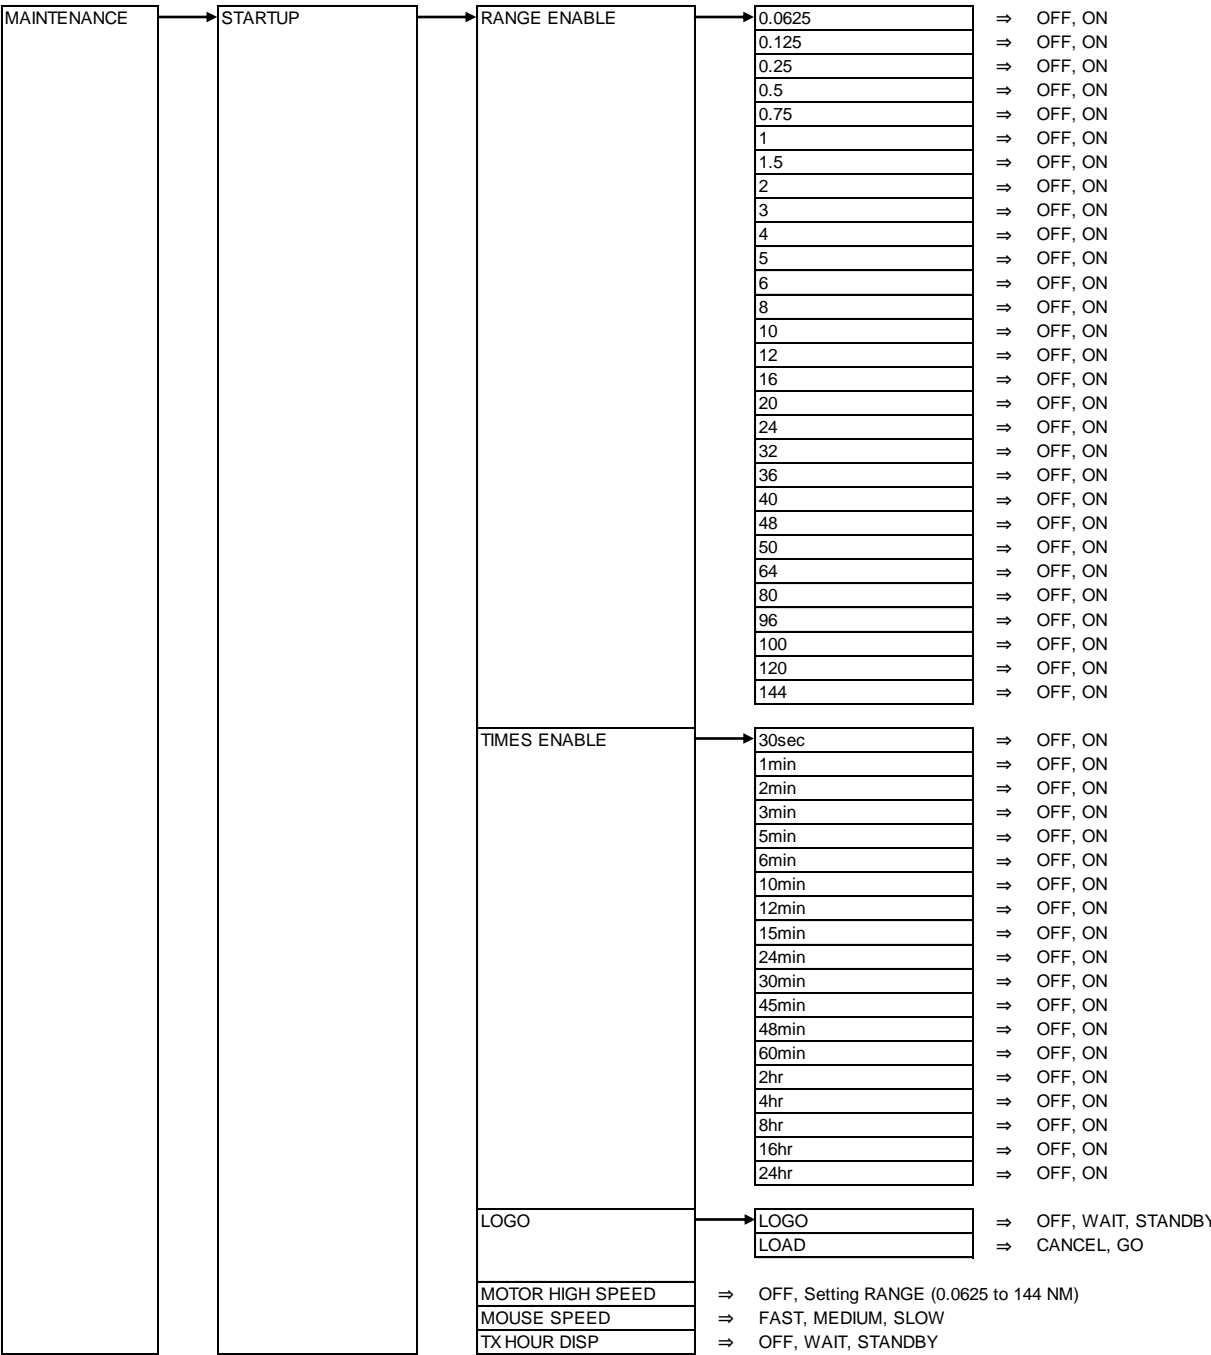 MAINTENANCE STARTUP RANGE ENABLE 0.0625 ⇒ OFF, ON
0.125 ⇒ OFF, ON
0.25 ⇒ OFF, ON
0.5 ⇒ OFF, ON
0.75 ⇒ OFF, ON
1 ⇒ OFF, ON
1.5 ⇒ OFF, ON
2 ⇒ OFF, ON
3 ⇒ OFF, ON
4 ⇒ OFF, ON
5 ⇒ OFF, ON
6 ⇒ OFF, ON
8 ⇒ OFF, ON
10 ⇒ OFF, ON
12 ⇒ OFF, ON
16 ⇒ OFF, ON
20 ⇒ OFF, ON
24 ⇒ OFF, ON
32 ⇒ OFF, ON
36 ⇒ OFF, ON
40 ⇒ OFF, ON
48 ⇒ OFF, ON
50 ⇒ OFF, ON
64 ⇒ OFF, ON
80 ⇒ OFF, ON
96 ⇒ OFF, ON
100 ⇒ OFF, ON
120 ⇒ OFF, ON
144 ⇒ OFF, ON
TIMES ENABLE 30sec ⇒ OFF, ON
1min ⇒ OFF, ON
2min ⇒ OFF, ON
3min ⇒ OFF, ON
5min ⇒ OFF, ON
6min ⇒ OFF, ON
10min ⇒ OFF, ON
12min ⇒ OFF, ON
15min ⇒ OFF, ON
24min ⇒ OFF, ON
30min ⇒ OFF, ON
45min ⇒ OFF, ON
48min ⇒ OFF, ON
60min ⇒ OFF, ON
2hr ⇒ OFF, ON
4hr ⇒ OFF, ON
8hr ⇒ OFF, ON
16hr ⇒ OFF, ON
24hr ⇒ OFF, ON
LOGO LOGO ⇒ OFF, WAIT, STANDBY
LOAD ⇒ CANCEL, GO
MOTOR HIGH SPEED ⇒ OFF, Setting RANGE (0.0625 to 144 NM)
MOUSE SPEED ⇒ FAST, MEDIUM, SLOW
TX HOUR DISP ⇒ OFF, WAIT, STANDBY